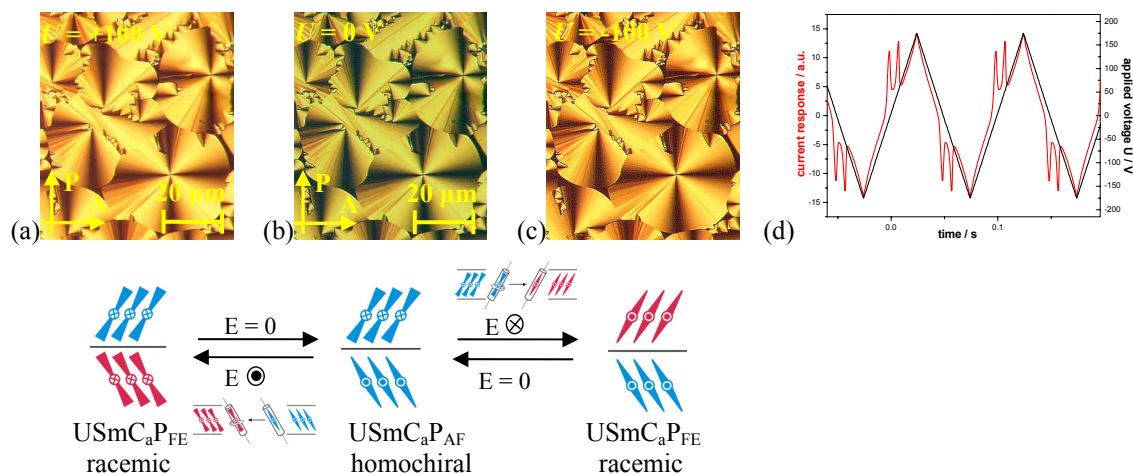 U = +100 V
P
A
20 µm
(a)
U = 0 V
20 µm
(b)
U = -100 V
(c)
(d)
current response / a.u.
15
10
5
0
-5
-10
-15
0.0
0.1
time / s
200
150
100
50
0
-50
-100
-150
-200
applied voltage U / V
E = 0
E
E
E = 0
USmCaPFE
racemic
USmCaPAF
homochiral
USmCaPFE
racemic